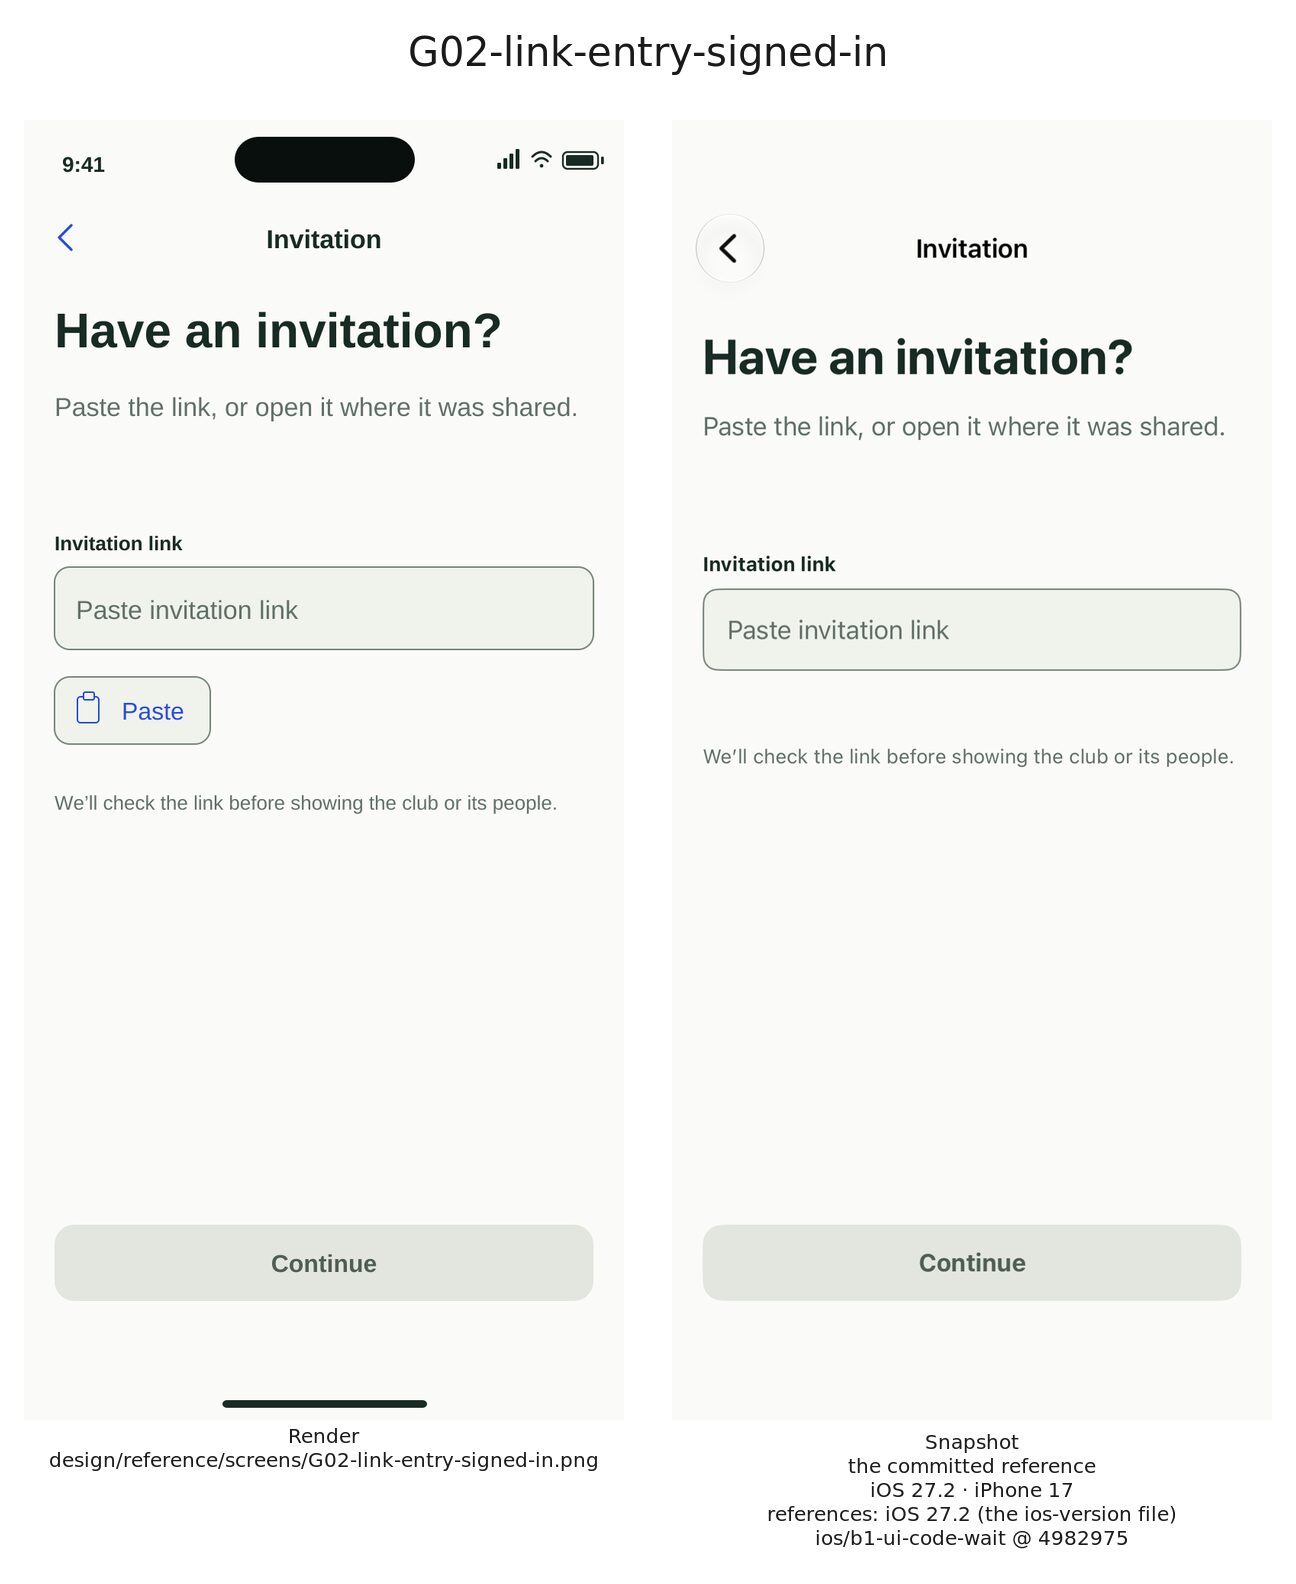 G02-link-entry-signed-in
9:41
Invitation
Have an invitation?
Paste the link, or open it where it was shared.
Invitation link
Paste invitation link
Paste
We’ll check the link before showing the club or its people.
Continue
Render
design/reference/screens/G02-link-entry-signed-in.png
Invitation
Have an invitation?
Paste the link, or open it where it was shared.
Invitation link
Paste invitation link
We’ll check the link before showing the club or its people.
Continue
Snapshot
the committed reference
iOS 27.2 · iPhone 17
references: iOS 27.2 (the ios-version file)
ios/b1-ui-code-wait @ 4982975